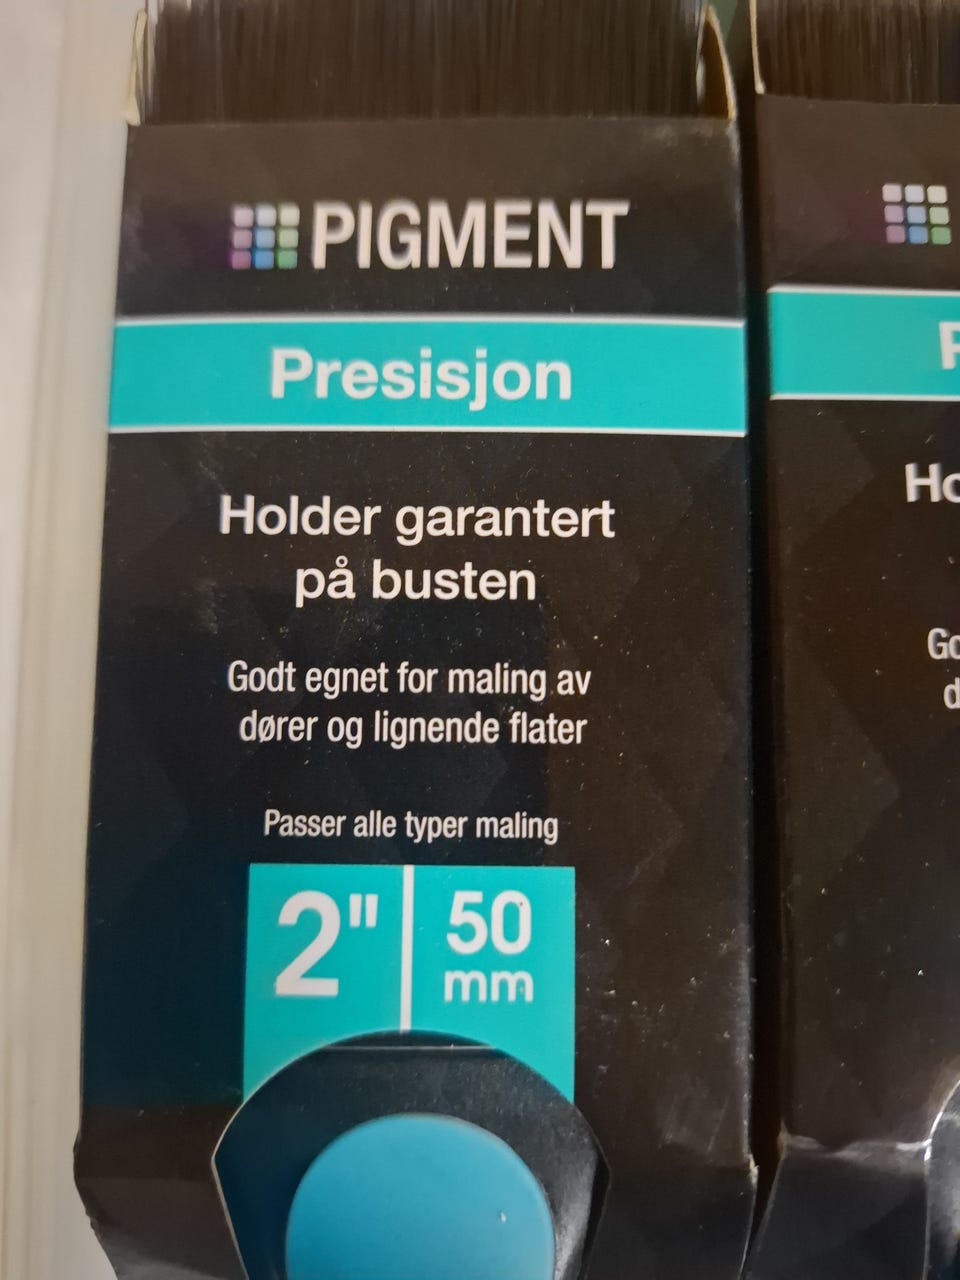 PIGMENT
Presisjon
Holder garantert
på busten
Godt egnet for maling av
dører og lignende flater
Passer alle typer maling
2" 50
mm